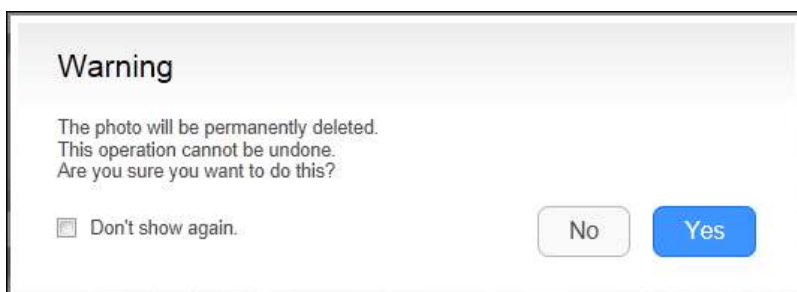 Warning
The photo will be permanently deleted.
This operation cannot be undone.
Are you sure you want to do this?
Don't show again.
No
Yes